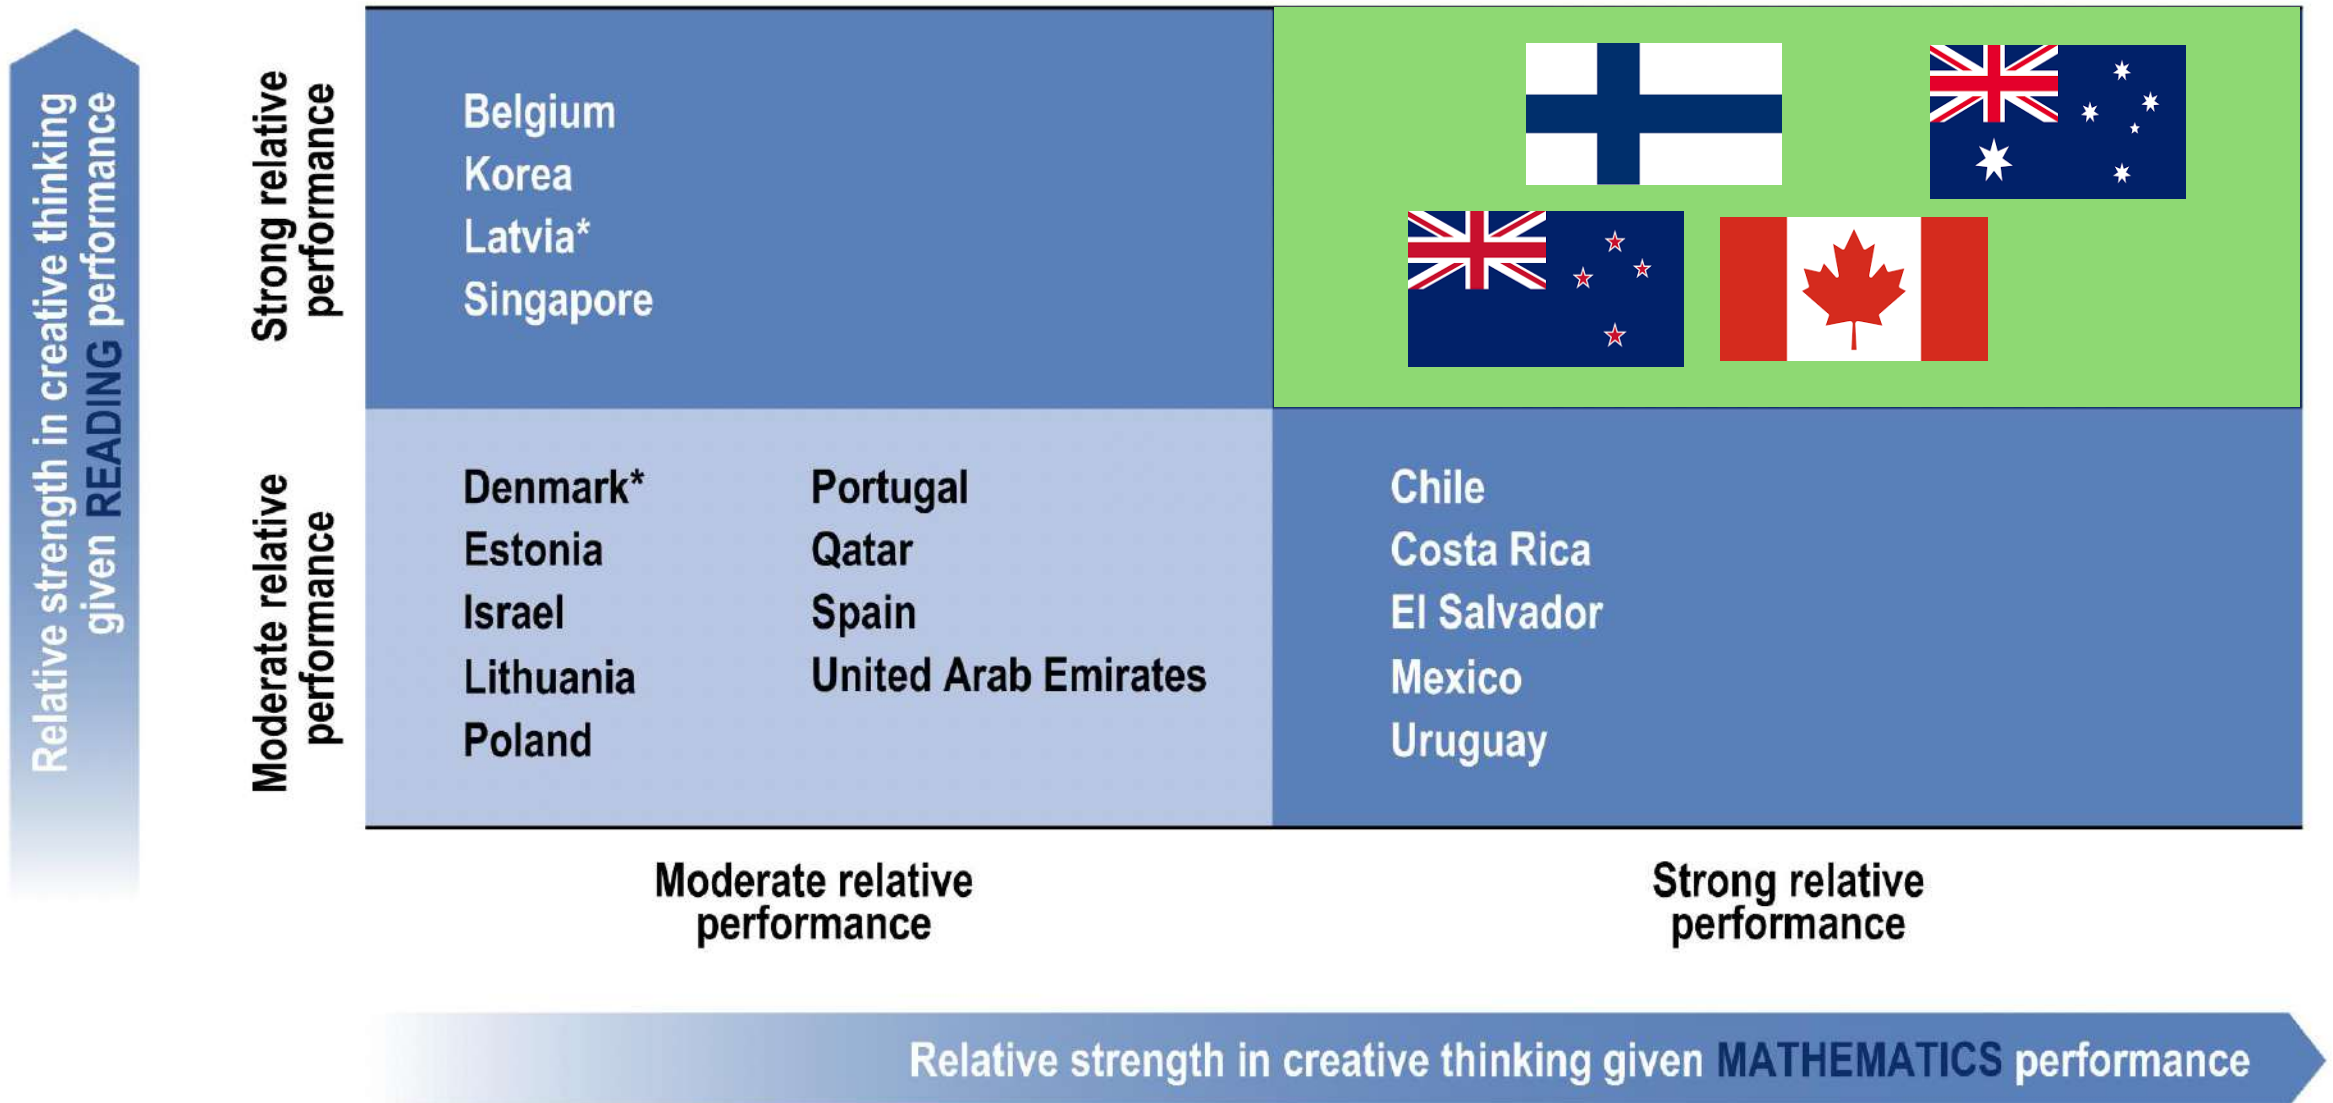 Relative strength in creative thinking
given READING performance
Strong relative
performance
Belgium
Korea
Latvia*
Singapore
Moderate relative
performance
Denmark*
Estonia
Israel
Lithuania
Poland
Portugal
Qatar
Spain
United Arab Emirates
Chile
Costa Rica
El Salvador
Mexico
Uruguay
Moderate relative
performance
Strong relative
performance
Relative strength in creative thinking given MATHEMATICS performance